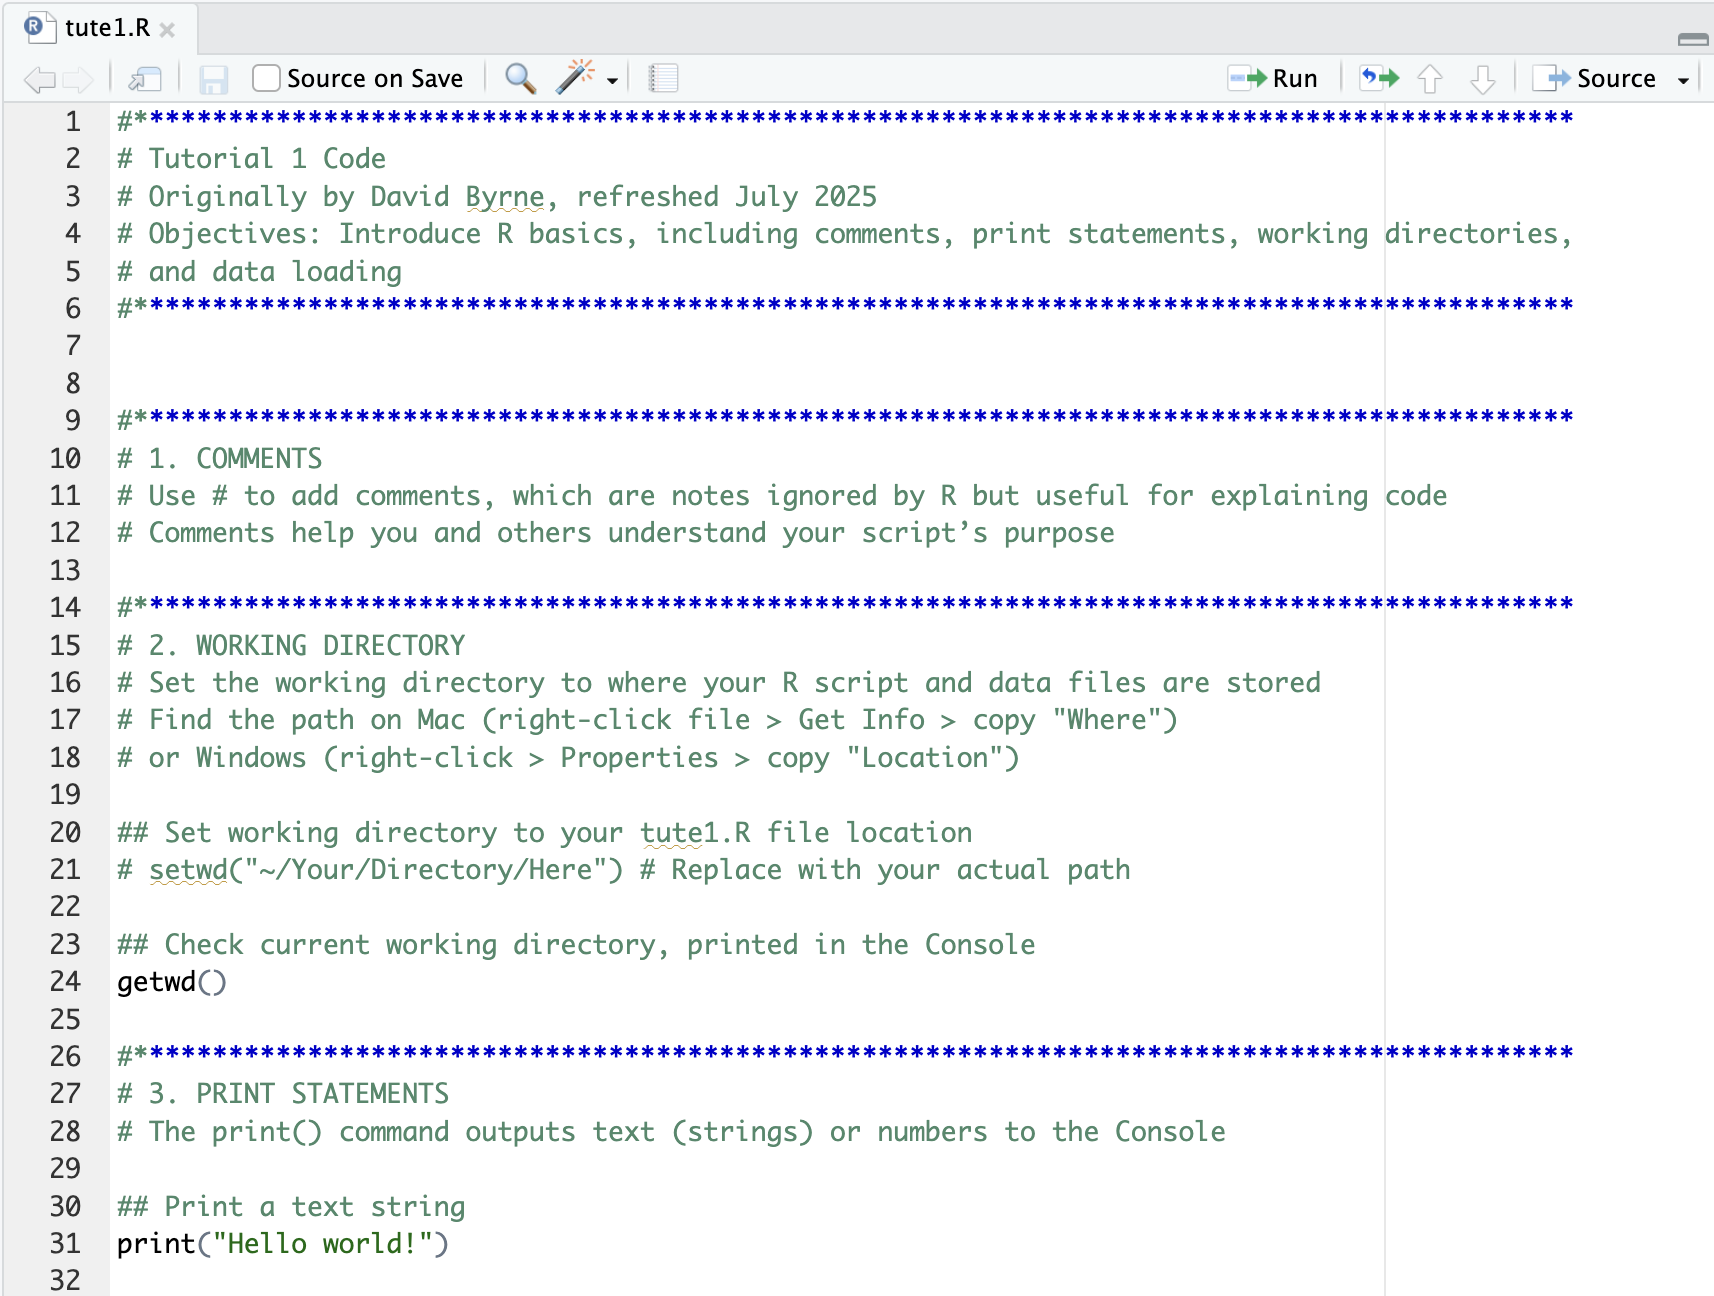 tute1.R
Source on Save
Run
Source
1 #*******************************************************************************************
2 # Tutorial 1 Code
3 # Originally by David Byrne, refreshed July 2025
4 # Objectives: Introduce R basics, including comments, print statements, working directories,
5 # and data loading
6 #*******************************************************************************************
7
8
9 #*******************************************************************************************
10 # 1. COMMENTS
11 # Use # to add comments, which are notes ignored by R but useful for explaining code
12 # Comments help you and others understand your script’s purpose
13
14 #*******************************************************************************************
15 # 2. WORKING DIRECTORY
16 # Set the working directory to where your R script and data files are stored
17 # Find the path on Mac (right-click file > Get Info > copy "Where")
18 # or Windows (right-click > Properties > copy "Location")
19
20 ## Set working directory to your tute1.R file location
21 # setwd("~/Your/Directory/Here") # Replace with your actual path
22
23 ## Check current working directory, printed in the Console
24 getwd()
25
26 #*******************************************************************************************
27 # 3. PRINT STATEMENTS
28 # The print() command outputs text (strings) or numbers to the Console
29
30 ## Print a text string
31 print("Hello world!")
32